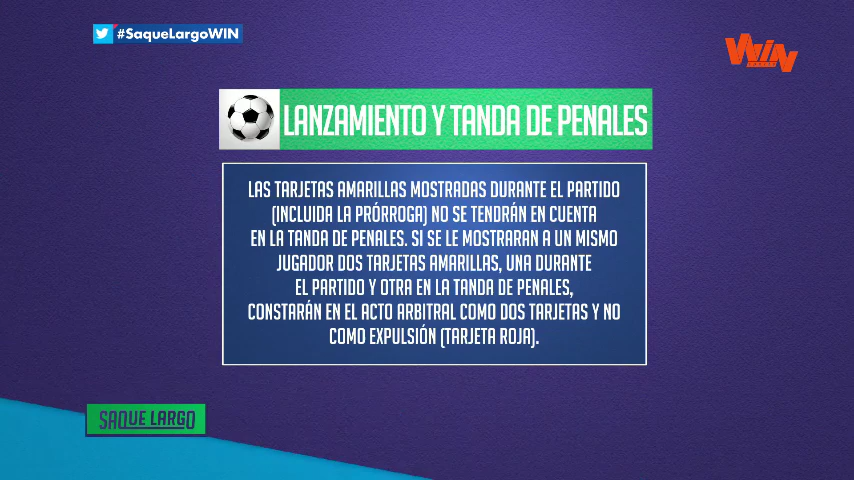 #SaqueLargoWIN
WIN
SPORTS
LANZAMIENTO Y TANDA DE PENALES
LAS TARJETAS AMARILLAS MOSTRADAS DURANTE EL PARTIDO
(INCLUIDA LA PRÓRROGA) NO SE TENDRÁN EN CUENTA
EN LA TANDA DE PENALES. SI SE LE MOSTRARAN A UN MISMO
JUGADOR DOS TARJETAS AMARILLAS, UNA DURANTE
EL PARTIDO Y OTRA EN LA TANDA DE PENALES,
CONSTARÁN EN EL ACTO ARBITRAL COMO DOS TARJETAS Y NO
COMO EXPULSIÓN (TARJETA ROJA).
SAQUE LARGO